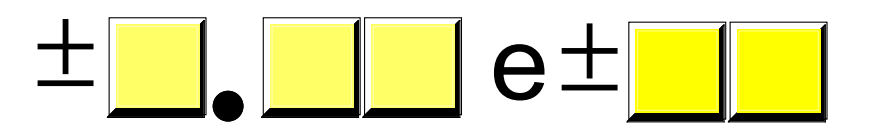 ± . e ±